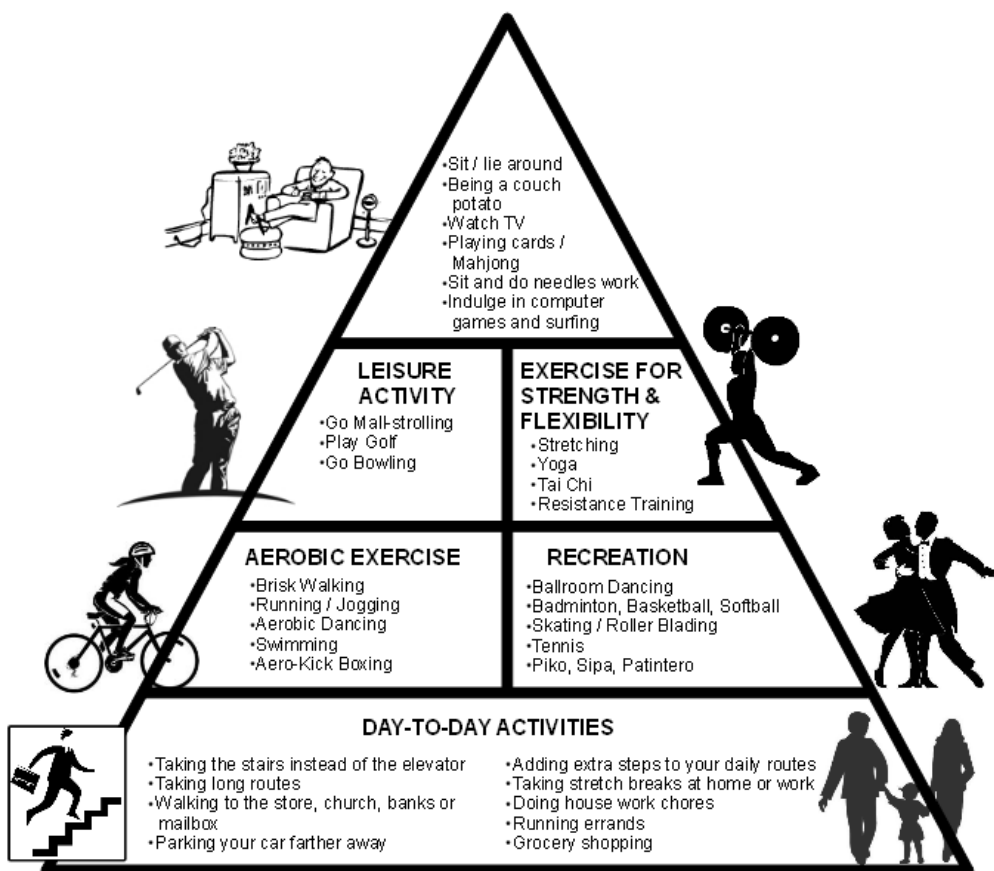 •Sit / lie around
•Being a couch
potato
•Watch TV
•Playing cards /
Mahjong
•Sit and do needles work
•Indulge in computer
games and surfing
LEISURE
ACTIVITY
•Go Mall-strolling
•Play Golf
•Go Bowling
EXERCISE FOR
STRENGTH &
FLEXIBILITY
•Stretching
•Yoga
•Tai Chi
•Resistance Training
AEROBIC EXERCISE
•Brisk Walking
•Running / Jogging
•Aerobic Dancing
•Swimming
•Aero-Kick Boxing
RECREATION
•Ballroom Dancing
•Badminton, Basketball, Softball
•Skating / Roller Blading
•Tennis
•Piko, Sipa, Patintero
DAY-TO-DAY ACTIVITIES
•Taking the stairs instead of the elevator
•Taking long routes
•Walking to the store, church, banks or
mailbox
•Parking your car farther away
•Adding extra steps to your daily routes
•Taking stretch breaks at home or work
•Doing house work chores
•Running errands
•Grocery shopping